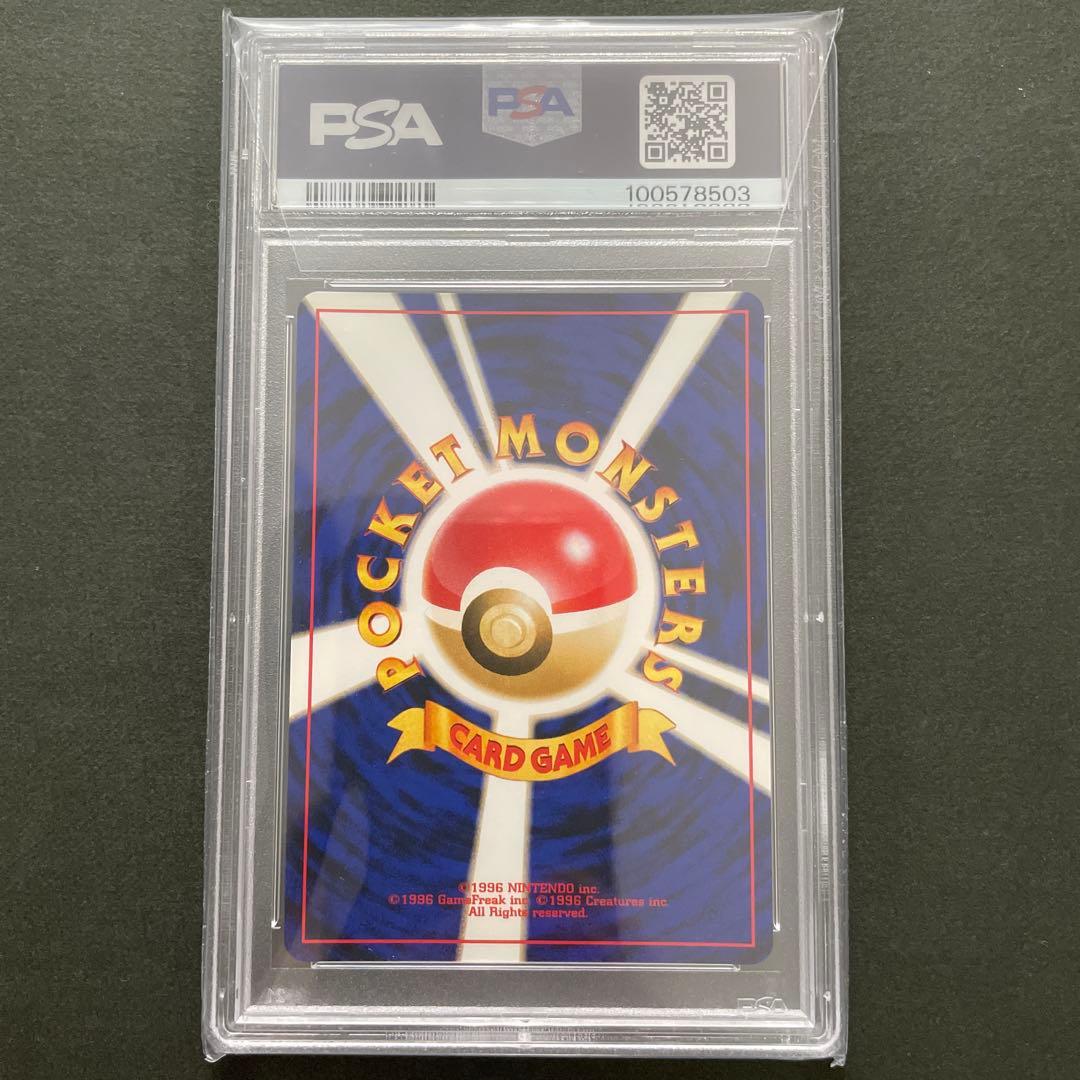 PSA
PSA
100578503
POCKET MONSTERS
CARD GAME
©1996 NINTENDO inc.
©1996 GameFreak inc. ©1996 Creatures inc.
All Rights reserved.
PSA